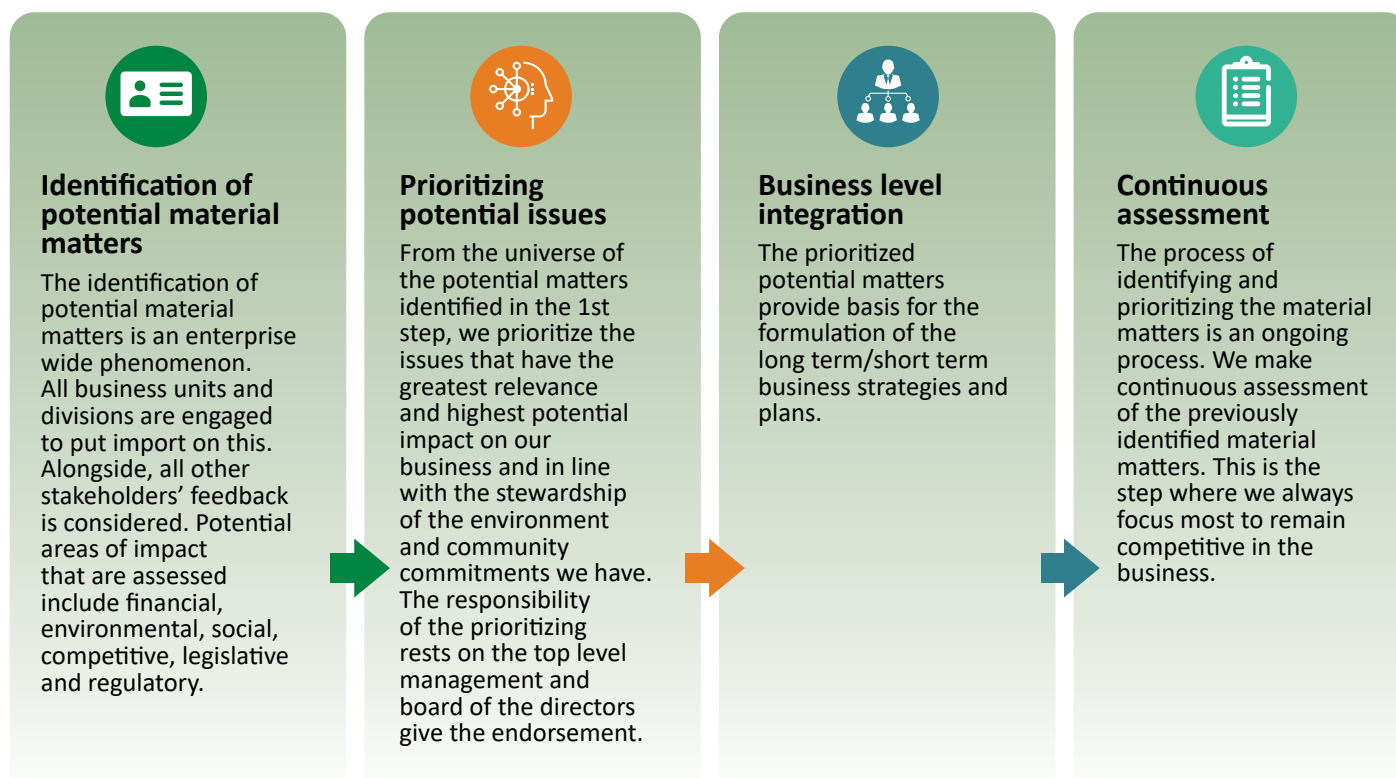 Identification of
potential material
matters
The identification of
potential material
matters is an enterprise
wide phenomenon.
All business units and
divisions are engaged
to put import on this.
Alongside, all other
stakeholders’ feedback
is considered. Potential
areas of impact
that are assessed
include financial,
environmental, social,
competitive, legislative
and regulatory.
Prioritizing
potential issues
From the universe of
the potential matters
identified in the 1st
step, we prioritize the
issues that have the
greatest relevance
and highest potential
impact on our
business and in line
with the stewardship
of the environment
and community
commitments we have.
The responsibility
of the prioritizing
rests on the top level
management and
board of the directors
give the endorsement.
Business level
integration
The prioritized
potential matters
provide basis for the
formulation of the
long term/short term
business strategies and
plans.
Continuous
assessment
The process of
identifying and
prioritizing the material
matters is an ongoing
process. We make
continuous assessment
of the previously
identified material
matters. This is the
step where we always
focus most to remain
competitive in the
business.